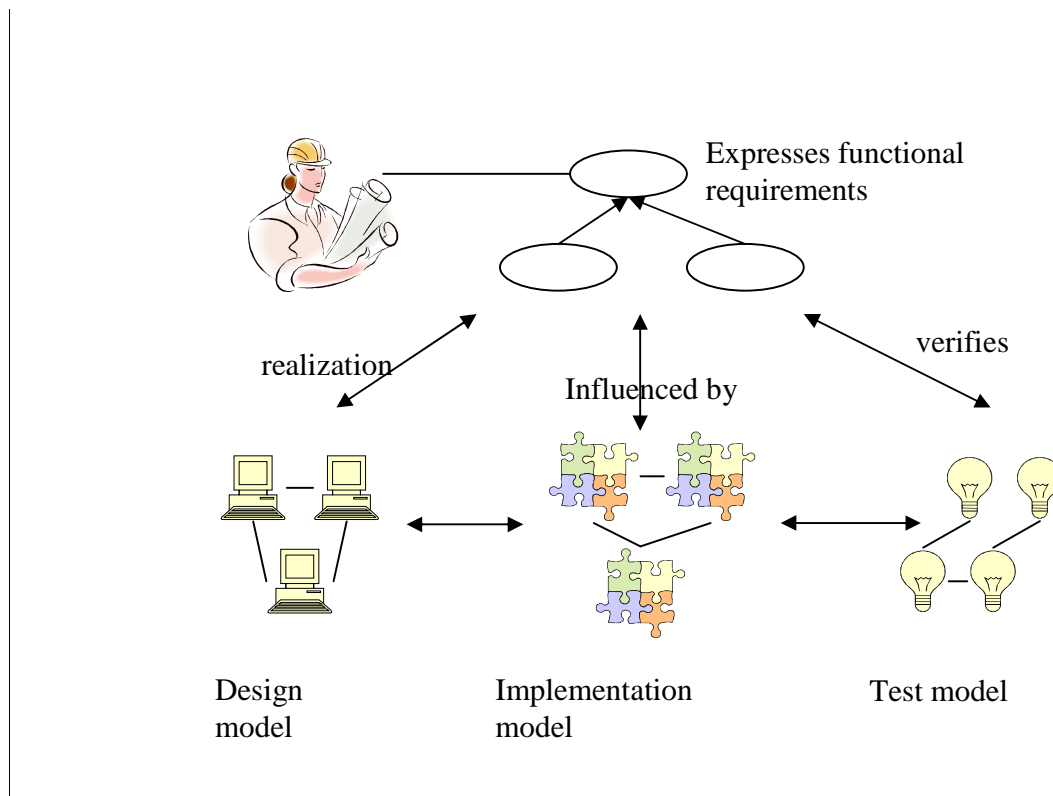 Expresses functional
requirements
verifies
realization
Influenced by
Design
model
Implementation
model
Test model